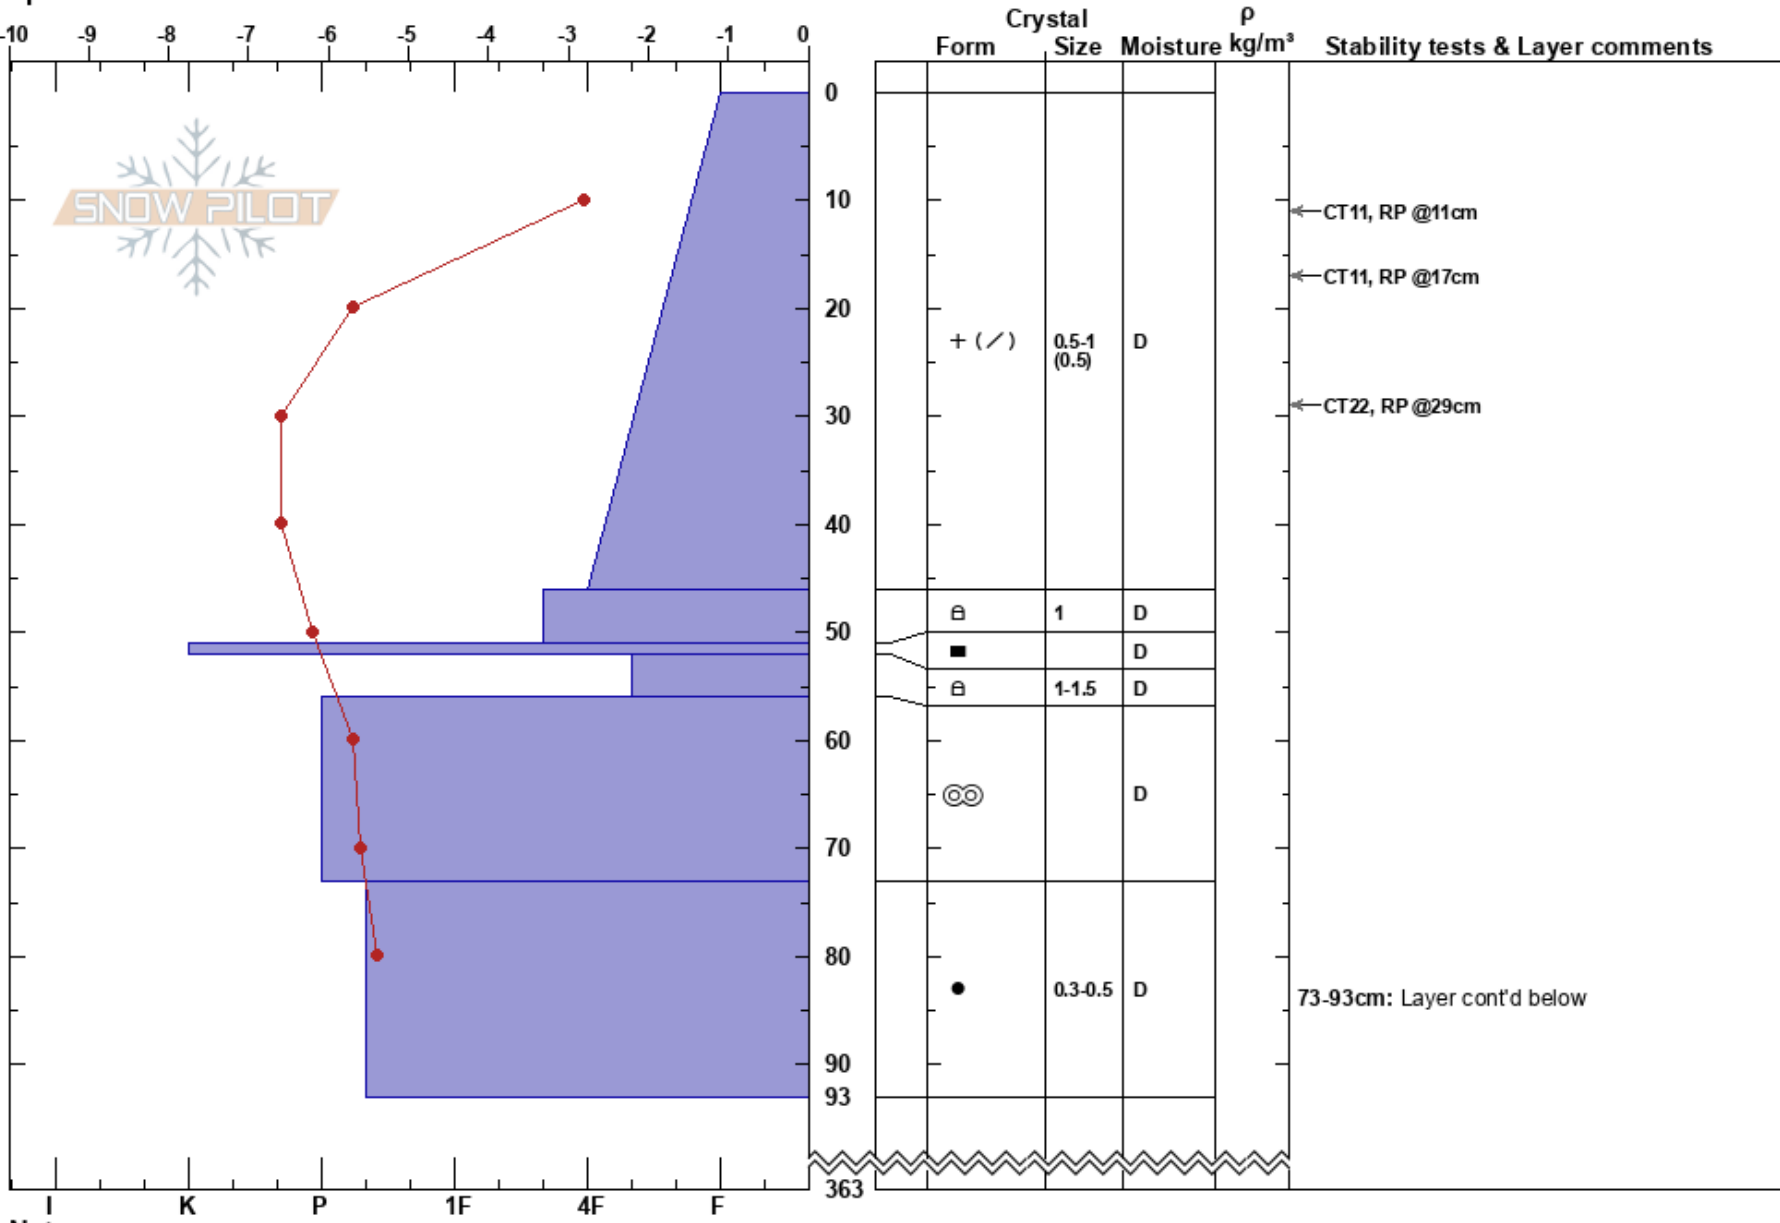 -10 -9 -8 -7 -6 -5 -4 -3 -2 -1 0
Crystal ρ
Form Size Moisture kg/m³ Stability tests & Layer comments
0
SNOW PILOT
10
CT11, RP @11cm
CT11, RP @17cm
20
+ (/) 0.5-1 D
(0.5)
30
CT22, RP @29cm
40
1 D
50
D
1-1.5 D
60
D
70
80
0.3-0.5 D
73-93cm: Layer cont'd below
90
93
363
I K P 1F 4F F